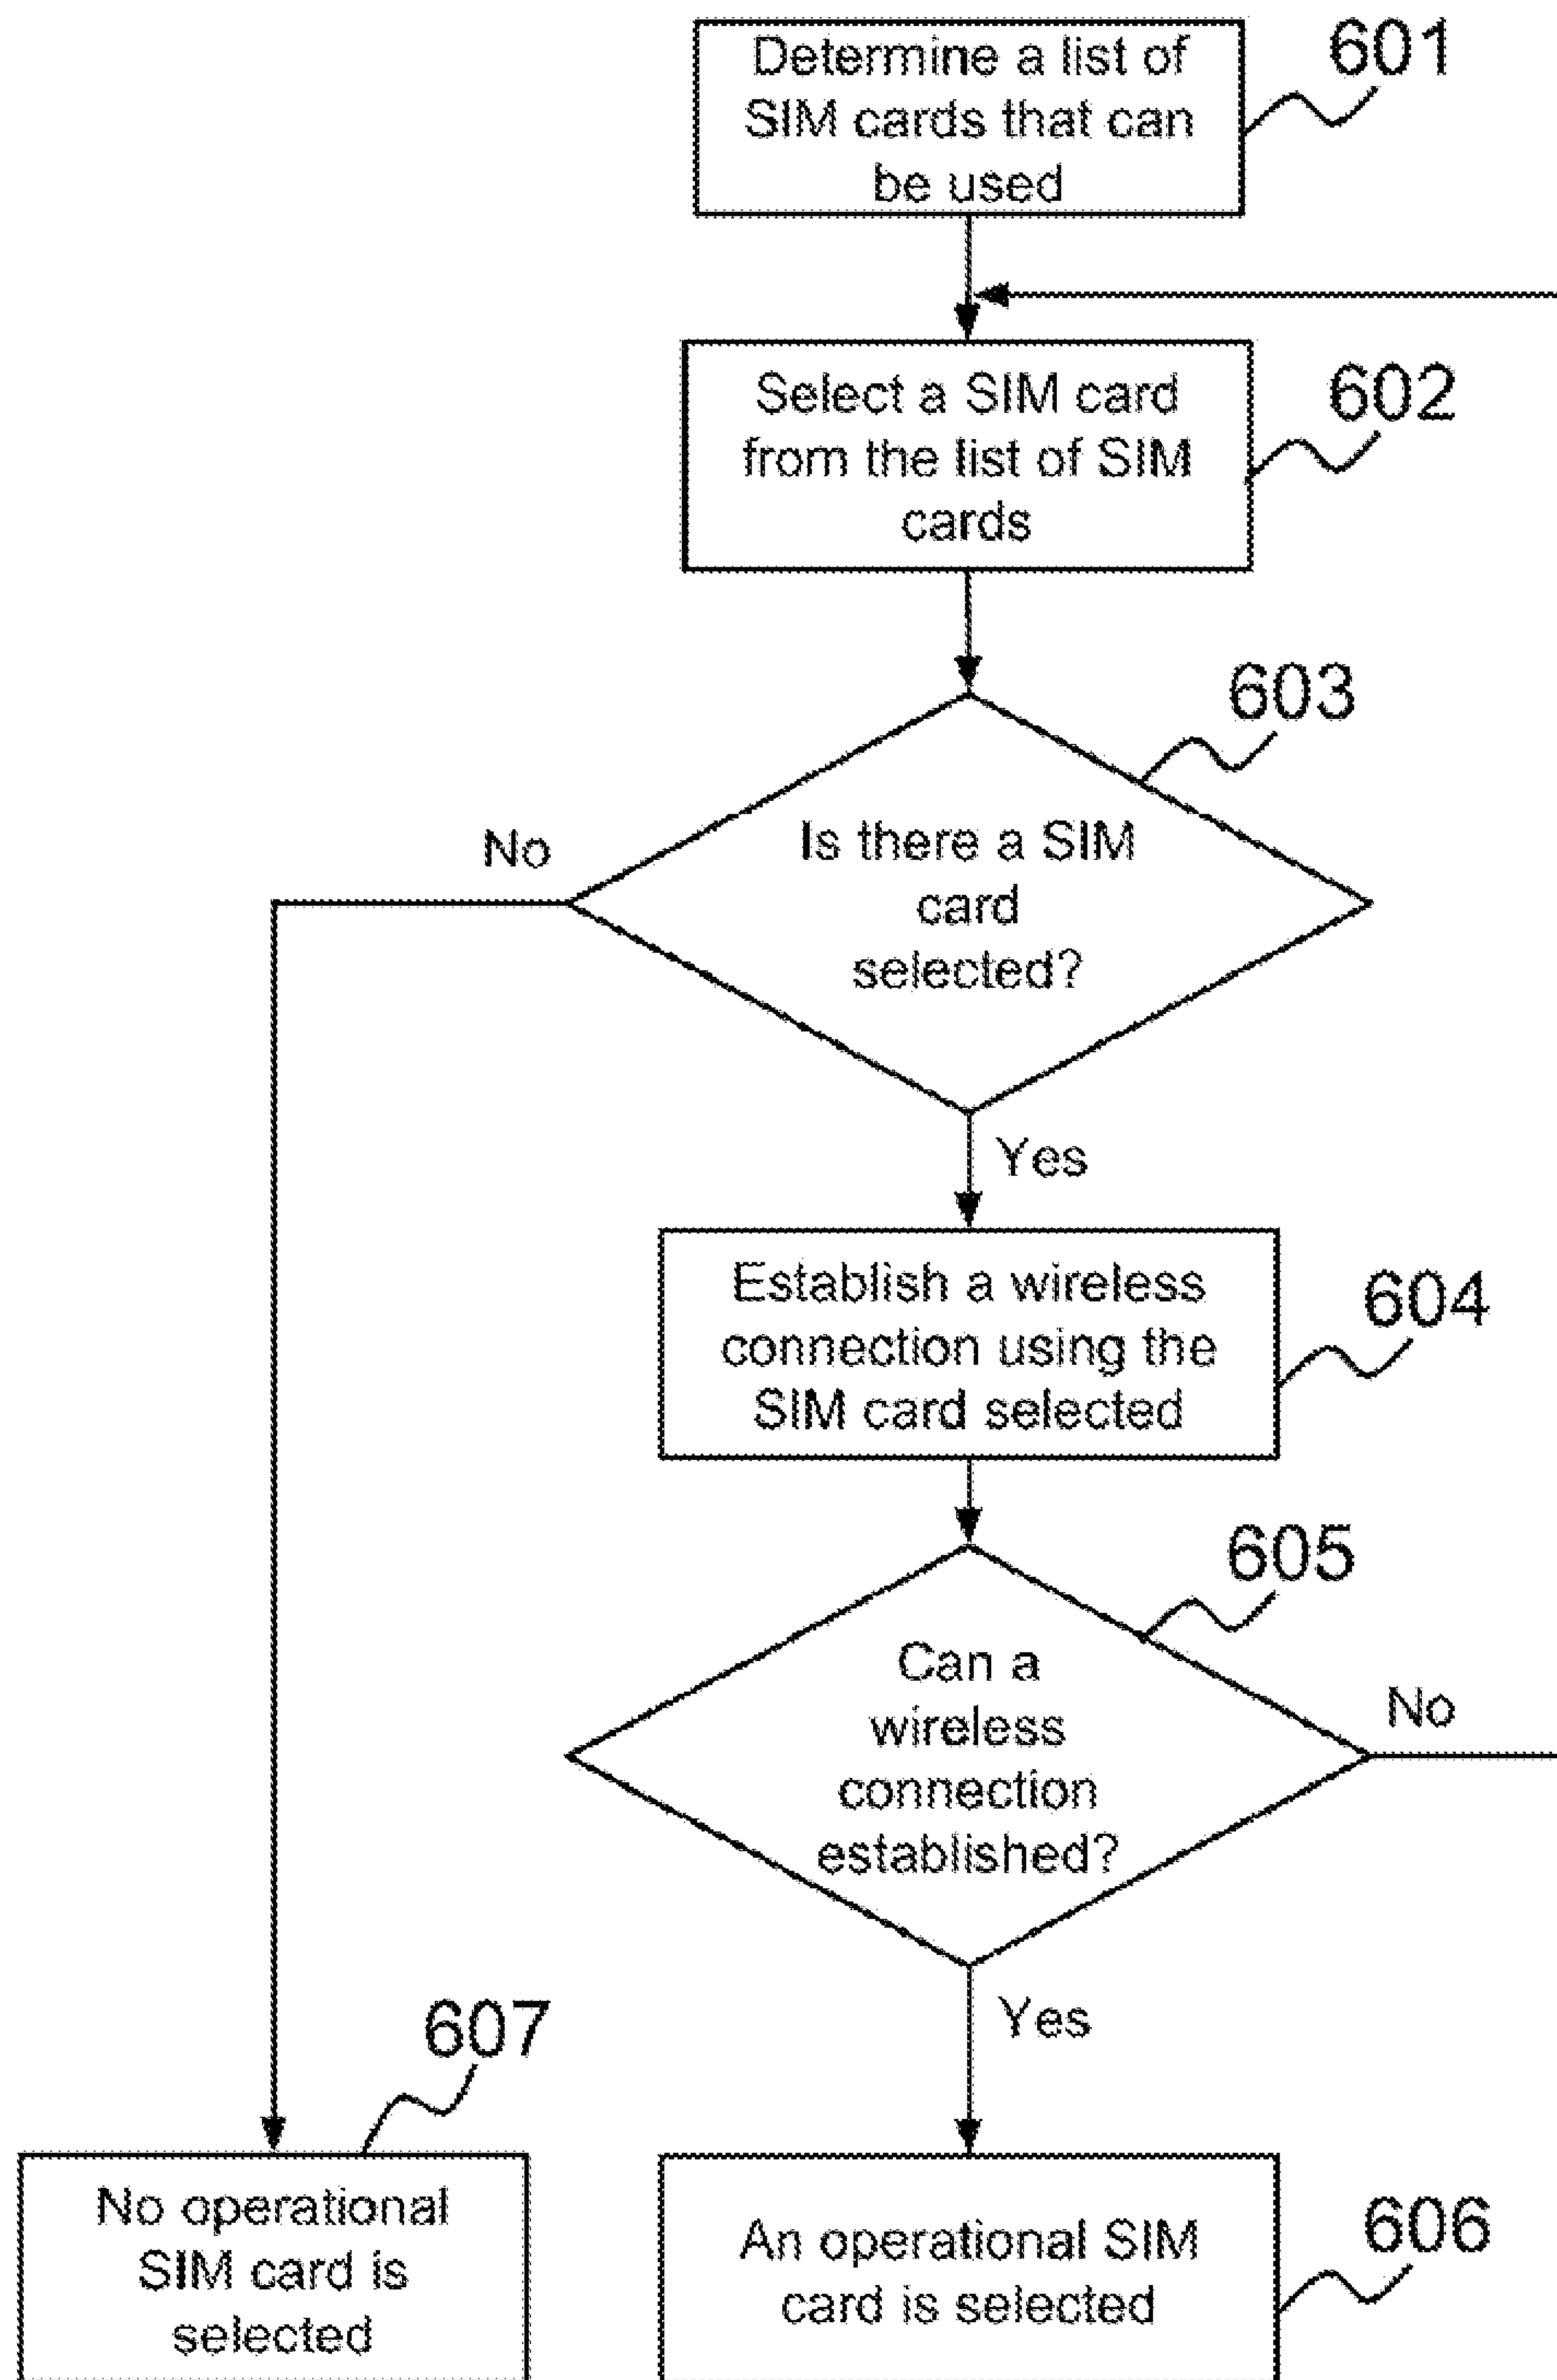 Determine a list of
SIM cards that can
be used
601
Select a SIM card
from the list of SIM
cards
602
603
Is there a SIM
card
selected?
No
Yes
Establish a wireless
connection using the
SIM card selected
604
605
Can a
wireless
connection
established?
No
Yes
607
No operational
SIM card is
selected
An operational SIM
card is selected
606